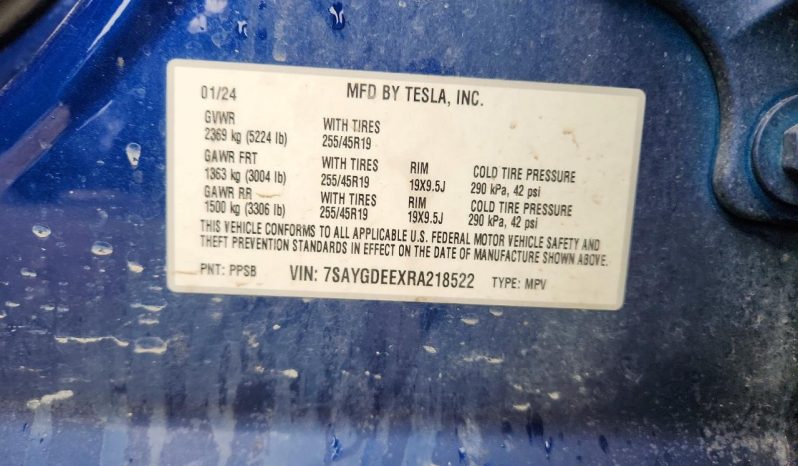 01/24 MFD BY TESLA, INC.
GVWR WITH TIRES
2369 kg (5224 lb) 255/45R19
GAWR FRT WITH TIRES RIM COLD TIRE PRESSURE
1363 kg (3004 lb) 255/45R19 19X9.5J 290 kPa, 42 psi
GAWR RR WITH TIRES RIM COLD TIRE PRESSURE
1500 kg (3306 lb) 255/45R19 19X9.5J 290 kPa, 42 psi
THIS VEHICLE CONFORMS TO ALL APPLICABLE U.S. FEDERAL MOTOR VEHICLE SAFETY AND
THEFT PREVENTION STANDARDS IN EFFECT ON THE DATE OF MANUFACTURE SHOWN ABOVE.
PNT: PPSB VIN: 7SAYGDEEXRA218522 TYPE: MPV